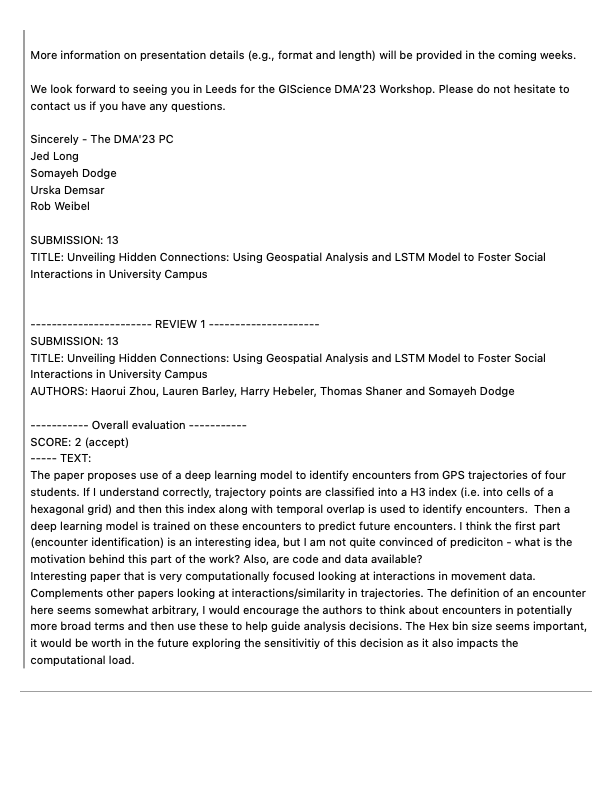 More information on presentation details (e.g., format and length) will be provided in the coming weeks.
We look forward to seeing you in Leeds for the GIScience DMA'23 Workshop. Please do not hesitate to
contact us if you have any questions.
Sincerely - The DMA'23 PC
Jed Long
Somayeh Dodge
Urska Demsar
Rob Weibel
SUBMISSION: 13
TITLE: Unveiling Hidden Connections: Using Geospatial Analysis and LSTM Model to Foster Social
Interactions in University Campus
----------------------- REVIEW 1 ---------------------
SUBMISSION: 13
TITLE: Unveiling Hidden Connections: Using Geospatial Analysis and LSTM Model to Foster Social
Interactions in University Campus
AUTHORS: Haorui Zhou, Lauren Barley, Harry Hebeler, Thomas Shaner and Somayeh Dodge
----------- Overall evaluation -----------
SCORE: 2 (accept)
----- TEXT:
The paper proposes use of a deep learning model to identify encounters from GPS trajectories of four
students. If I understand correctly, trajectory points are classified into a H3 index (i.e. into cells of a
hexagonal grid) and then this index along with temporal overlap is used to identify encounters.  Then a
deep learning model is trained on these encounters to predict future encounters. I think the first part
(encounter identification) is an interesting idea, but I am not quite convinced of prediciton - what is the
motivation behind this part of the work? Also, are code and data available?
Interesting paper that is very computationally focused looking at interactions in movement data.
Complements other papers looking at interactions/similarity in trajectories. The definition of an encounter
here seems somewhat arbitrary, I would encourage the authors to think about encounters in potentially
more broad terms and then use these to help guide analysis decisions. The Hex bin size seems important,
it would be worth in the future exploring the sensitivitiy of this decision as it also impacts the
computational load.